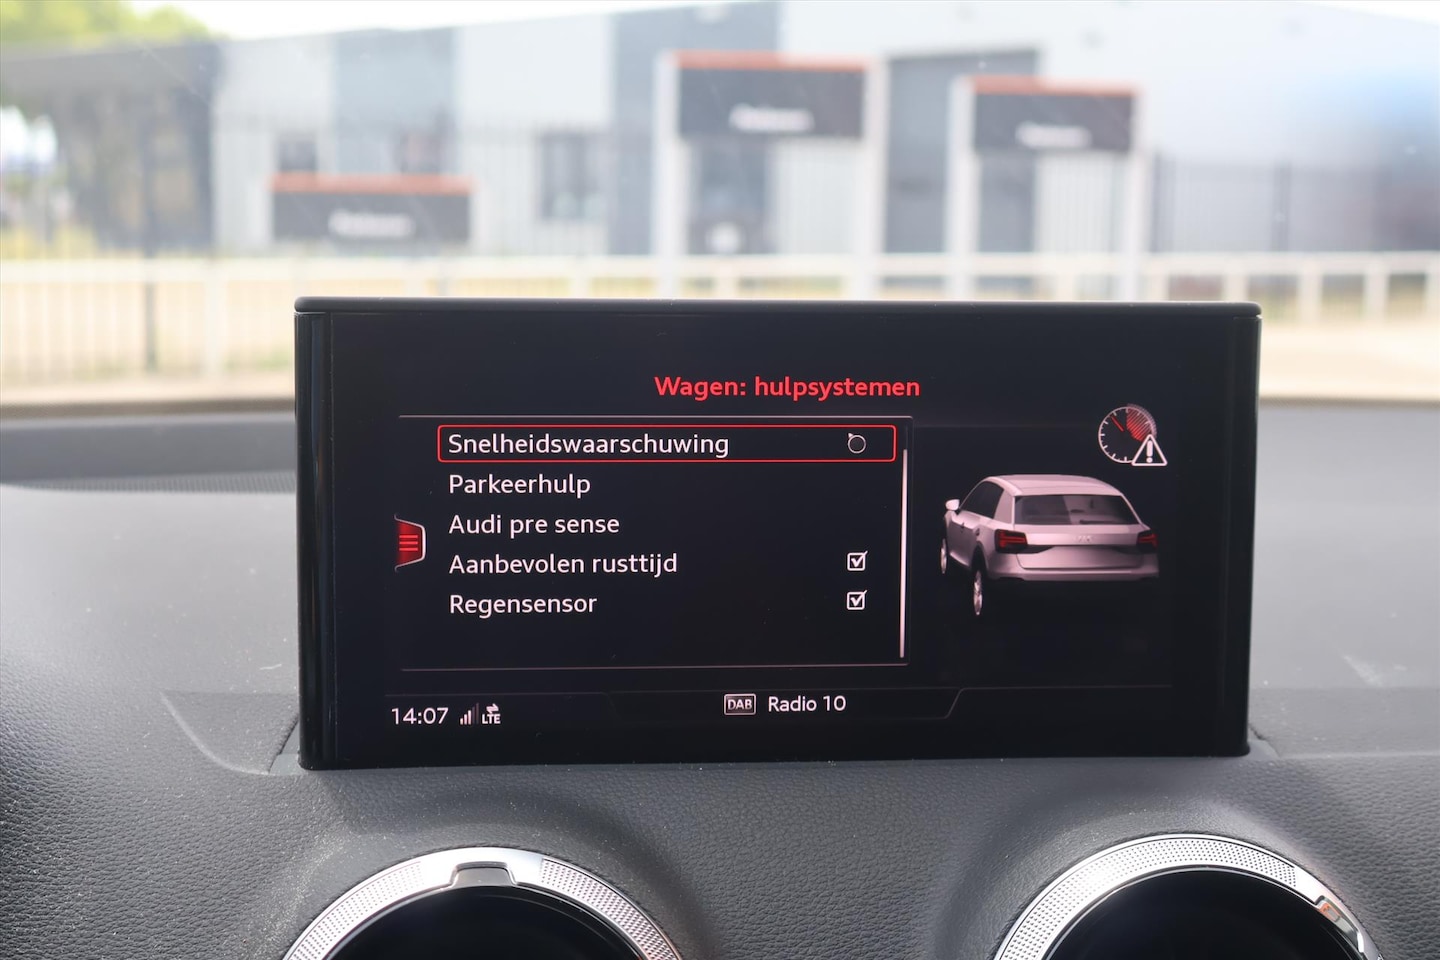 Wagen: hulpsystemen
Snelheidswaarschuwing
Parkeerhulp
Audi pre sense
Aanbevolen rusttijd
Regensensor
14:07 LTE
DAB Radio 10